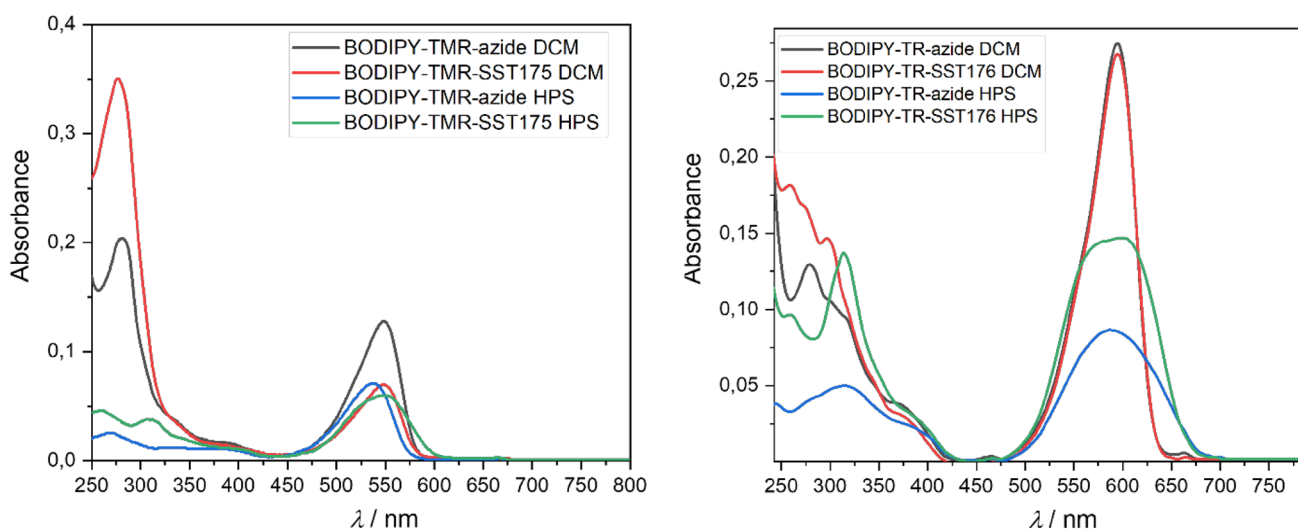 0,4
0,3
0,2
0,1
0,0
Absorbance
BODIPY-TMR-azide DCM
BODIPY-TMR-SST175 DCM
BODIPY-TMR-azide HPS
BODIPY-TMR-SST175 HPS
250 300 350 400 450 500 550 600 650 700 750 800
λ / nm
0,25
0,20
0,15
0,10
0,05
Absorbance
BODIPY-TR-azide DCM
BODIPY-TR-SST176 DCM
BODIPY-TR-azide HPS
BODIPY-TR-SST176 HPS
250 300 350 400 450 500 550 600 650 700 750
λ / nm